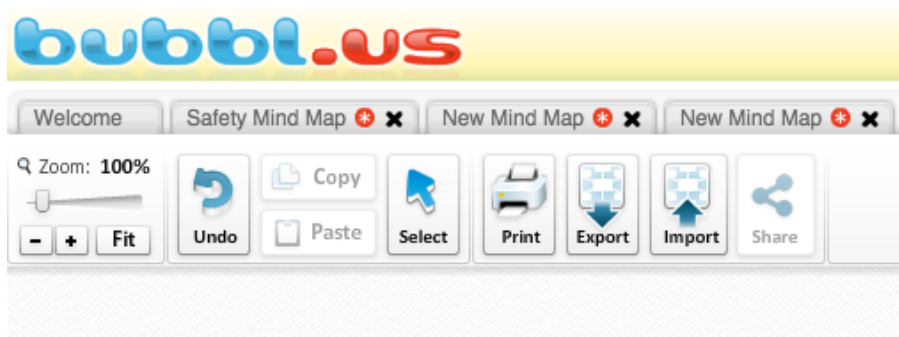 bubbl.us
Welcome Safety Mind Map New Mind Map New Mind Map
Zoom: 100%
Copy
Paste
- + Fit Undo Select Print Export Import Share